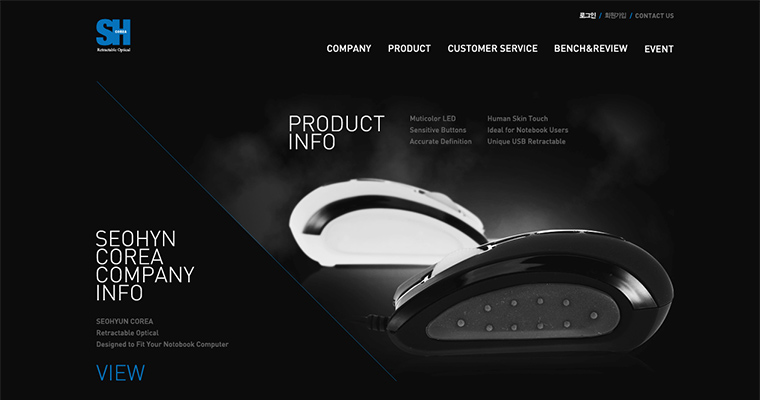 로그인 / 회원가입 / CONTACT US
SH
KOREA
Retractable Optical
COMPANY PRODUCT CUSTOMER SERVICE BENCH&REVIEW EVENT
PRODUCT
INFO
Muticolor LED
Sensitive Buttons
Accurate Definition
Human Skin Touch
Ideal for Notebook Users
Unique USB Retractable
SEOHYN
COREA
COMPANY
INFO
SEOHYUN COREA
Retractable Optical
Designed to Fit Your Notobook Computer
VIEW